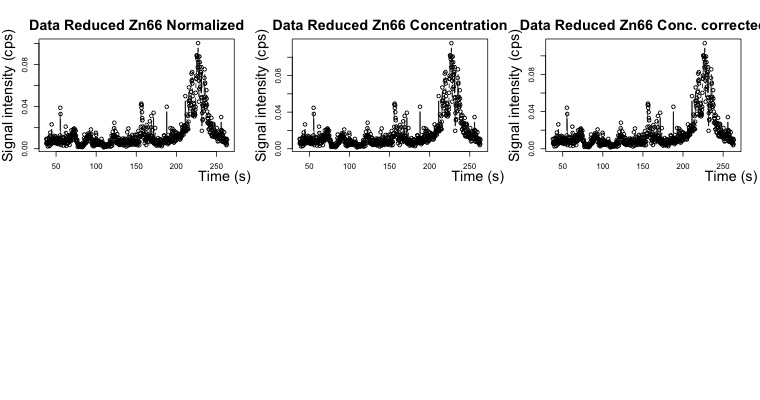 Data Reduced Zn66 Normalized
Signal intensity (cps)
0.00 0.04 0.08
50 100 150 200 250
Time (s)
Data Reduced Zn66 Concentration
Signal intensity (cps)
0.00 0.04 0.08
50 100 150 200 250
Time (s)
Data Reduced Zn66 Conc. corrected
Signal intensity (cps)
0.00 0.04 0.08
50 100 150 200 250
Time (s)